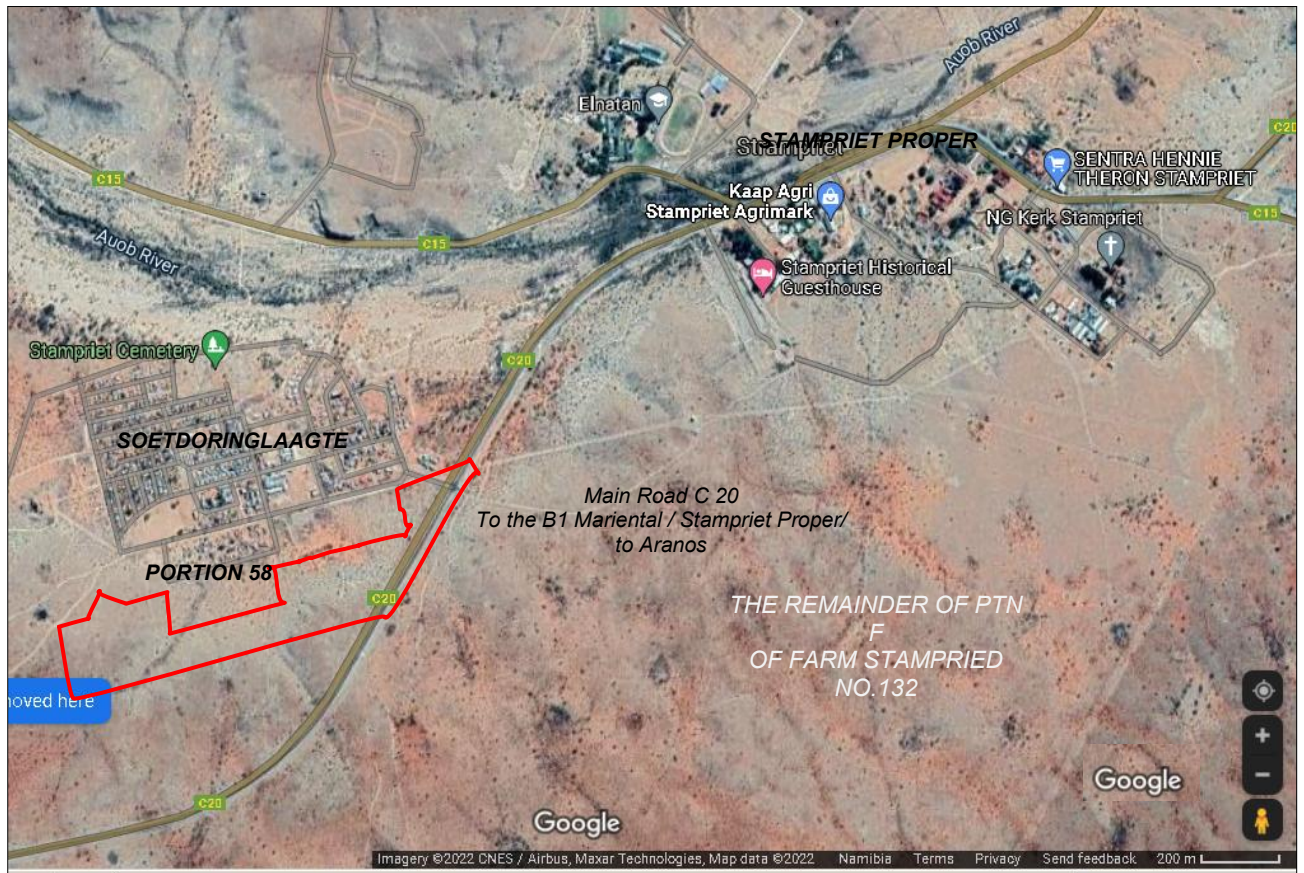 Auob River
Elnatan
C20
STAMPRIET PROPER
Strampriet
SENTRA HENNIE
THERON STAMPRIET
C15
Kaap Agri
Stampriet Agrimark
NG Kerk Stampriet
C15
C15
Auob River
Stampriet Historical
Guesthouse
Stampriet Cemetery
C20
SOETDORINGLAAGTE
Main Road C 20
To the B1 Mariental / Stampriet Proper/
to Aranos
PORTION 58
C20
THE REMAINDER OF PTN
F
OF FARM STAMPRIED
NO.132
oved here
C20
Google
Google
Imagery ©2022 CNES / Airbus, Maxar Technologies, Map data ©2022 Namibia Terms Privacy Send feedback 200 m